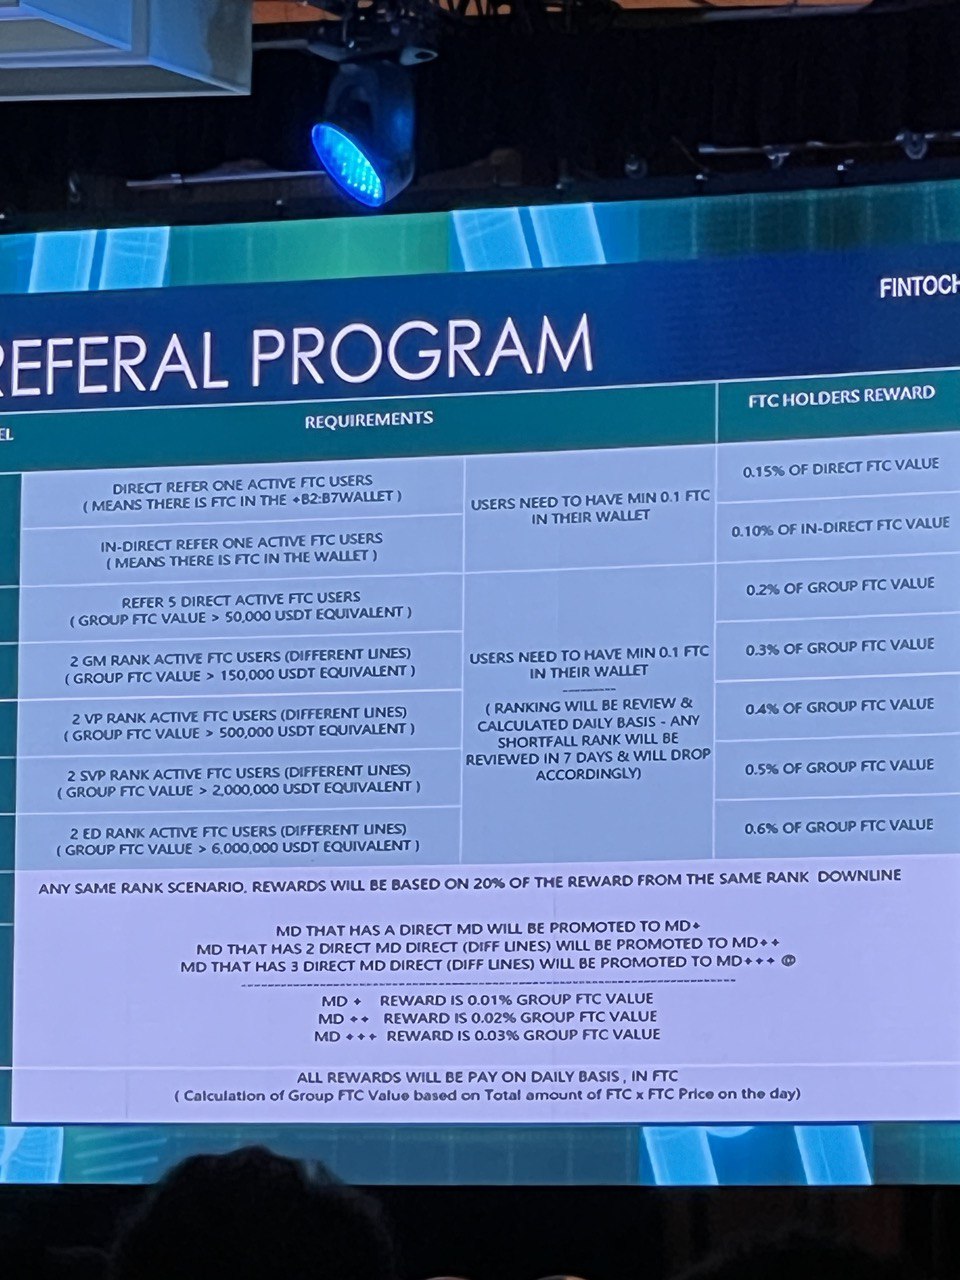 FINTOCH
REFERAL PROGRAM
EL
REQUIREMENTS
FTC HOLDERS REWARD
DIRECT REFER ONE ACTIVE FTC USERS
( MEANS THERE IS FTC IN THE +B2:B7WALLET )
USERS NEED TO HAVE MIN 0.1 FTC
IN THEIR WALLET
0.15% OF DIRECT FTC VALUE
IN-DIRECT REFER ONE ACTIVE FTC USERS
( MEANS THERE IS FTC IN THE WALLET )
0.10% OF IN-DIRECT FTC VALUE
REFER 5 DIRECT ACTIVE FTC USERS
( GROUP FTC VALUE > 50,000 USDT EQUIVALENT )
0.2% OF GROUP FTC VALUE
2 GM RANK ACTIVE FTC USERS (DIFFERENT LINES)
( GROUP FTC VALUE > 150,000 USDT EQUIVALENT )
USERS NEED TO HAVE MIN 0.1 FTC
IN THEIR WALLET
------------
( RANKING WILL BE REVIEW &
CALCULATED DAILY BASIS - ANY
SHORTFALL RANK WILL BE
REVIEWED IN 7 DAYS & WILL DROP
ACCORDINGLY)
0.3% OF GROUP FTC VALUE
2 VP RANK ACTIVE FTC USERS (DIFFERENT LINES)
( GROUP FTC VALUE > 500,000 USDT EQUIVALENT )
0.4% OF GROUP FTC VALUE
2 SVP RANK ACTIVE FTC USERS (DIFFERENT LINES)
( GROUP FTC VALUE > 2,000,000 USDT EQUIVALENT )
0.5% OF GROUP FTC VALUE
2 ED RANK ACTIVE FTC USERS (DIFFERENT LINES)
( GROUP FTC VALUE > 6,000,000 USDT EQUIVALENT )
0.6% OF GROUP FTC VALUE
ANY SAME RANK SCENARIO, REWARDS WILL BE BASED ON 20% OF THE REWARD FROM THE SAME RANK DOWNLINE
MD THAT HAS A DIRECT MD WILL BE PROMOTED TO MD+
MD THAT HAS 2 DIRECT MD DIRECT (DIFF LINES) WILL BE PROMOTED TO MD++
MD THAT HAS 3 DIRECT MD DIRECT (DIFF LINES) WILL BE PROMOTED TO MD+++ @
--------------------------------------------------
MD + REWARD IS 0.01% GROUP FTC VALUE
MD ++ REWARD IS 0.02% GROUP FTC VALUE
MD +++ REWARD IS 0.03% GROUP FTC VALUE
ALL REWARDS WILL BE PAY ON DAILY BASIS , IN FTC
( Calculation of Group FTC Value based on Total amount of FTC x FTC Price on the day)